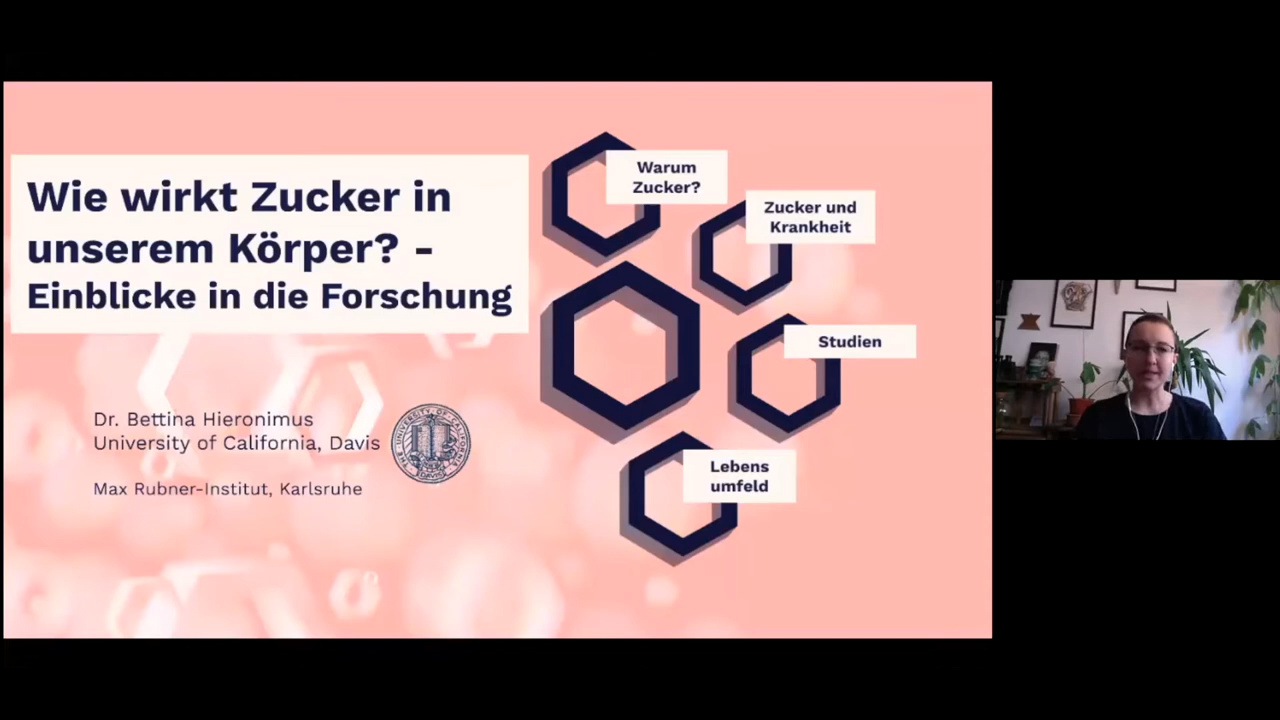 Wie wirkt Zucker in
unserem Körper? -
Einblicke in die Forschung
Dr. Bettina Hieronimus
University of California, Davis
Max Rubner-Institut, Karlsruhe
Warum
Zucker?
Zucker und
Krankheit
Studien
Lebens
umfeld